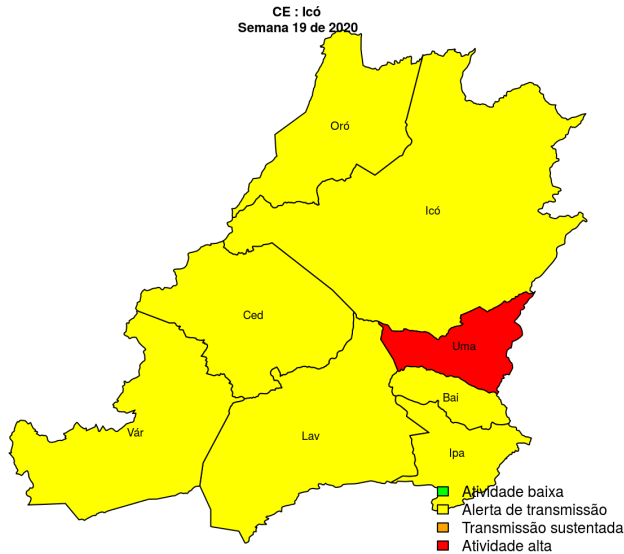 CE : Icó
Semana 19 de 2020
Oró
Icó
Ced
Uma
Bai
Vár
Lav
Ipa
Atividade baixa
Alerta de transmissão
Transmissão sustentada
Atividade alta